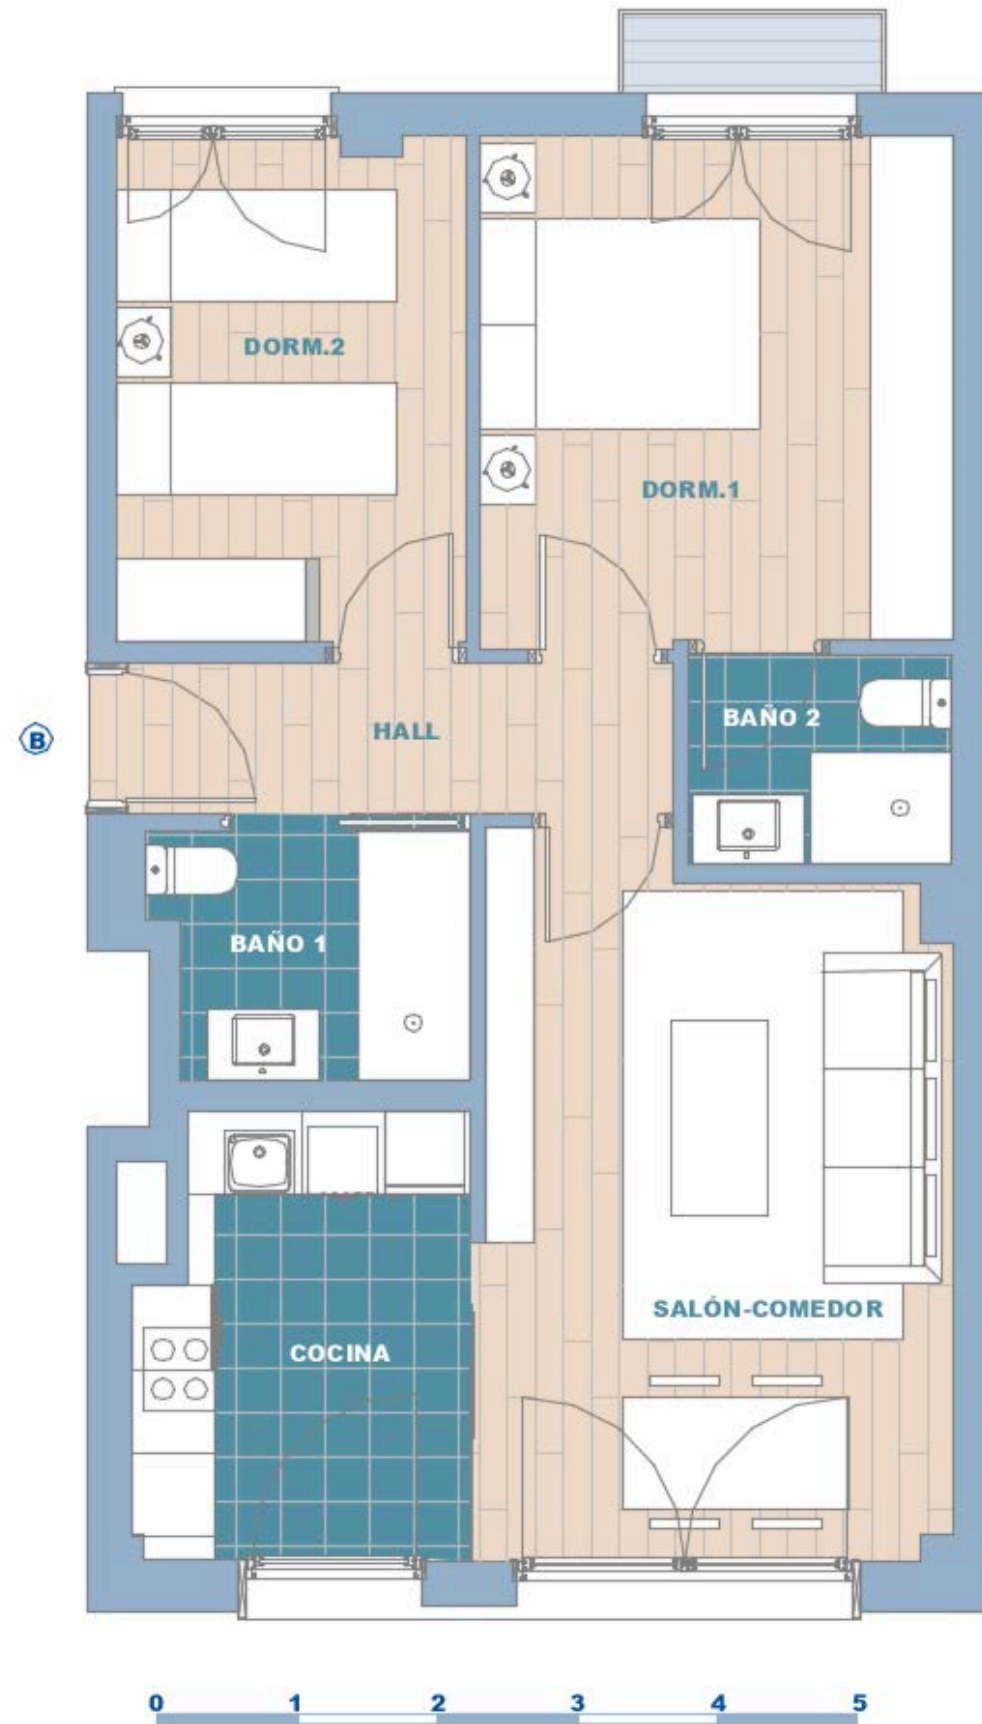 DORM.2
DORM.1
HALL
B
BAÑO 2
BAÑO 1
SALÓN-COMEDOR
COCINA
0 1 2 3 4 5